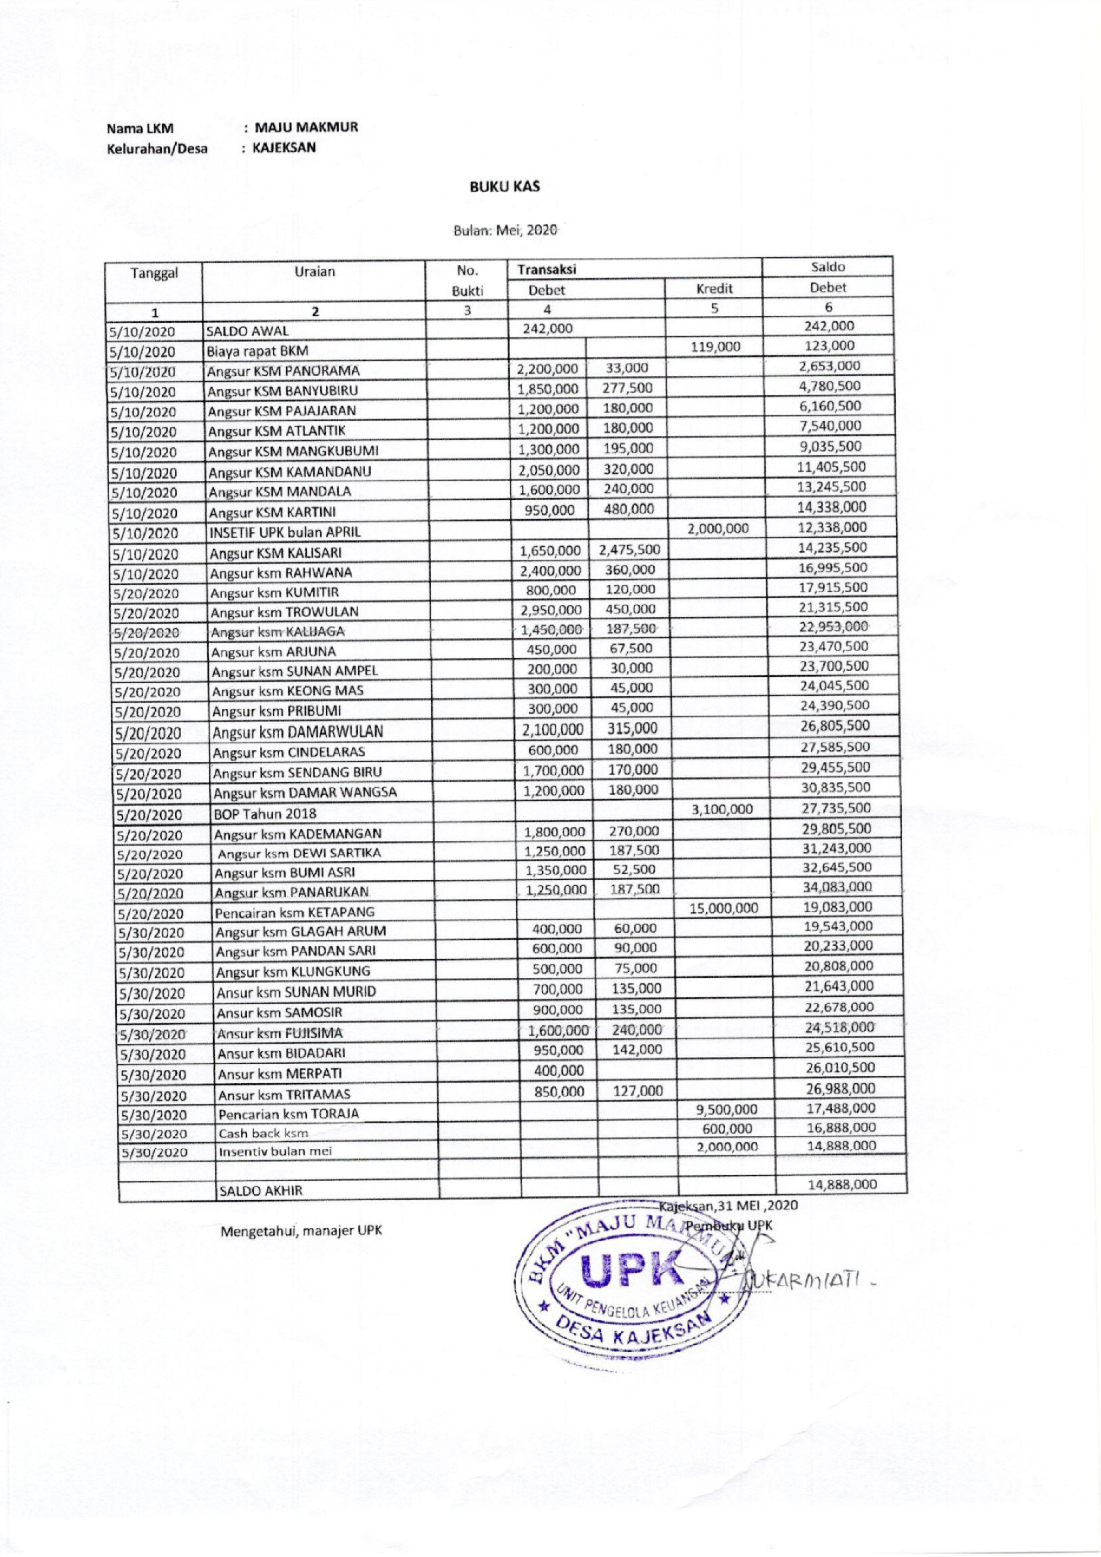 Nama LKM : MAJU MAKMUR
Kelurahan/Desa : KAJEKSAN
BUKU KAS
Bulan: Mei, 2020
Tanggal Uraian No. Bukti Transaksi Saldo
Debet Kredit Debet
1 2 3 4 5 6
5/10/2020 SALDO AWAL 242,000 242,000
5/10/2020 Biaya rapat BKM 119,000 123,000
5/10/2020 Angsur KSM PANORAMA 2,200,000 33,000 2,653,000
5/10/2020 Angsur KSM BANYUBIRU 1,850,000 277,500 4,780,500
5/10/2020 Angsur KSM PAJAJARAN 1,200,000 180,000 6,160,500
5/10/2020 Angsur KSM ATLANTIK 1,200,000 180,000 7,540,000
5/10/2020 Angsur KSM MANGKUBUMI 1,300,000 195,000 9,035,500
5/10/2020 Angsur KSM KAMANDANU 2,050,000 320,000 11,405,500
5/10/2020 Angsur KSM MANDALA 1,600,000 240,000 13,245,500
5/10/2020 Angsur KSM KARTINI 950,000 480,000 14,338,000
5/10/2020 INSETIF UPK bulan APRIL 2,000,000 12,338,000
5/10/2020 Angsur KSM KALISARI 1,650,000 2,475,500 14,235,500
5/10/2020 Angsur ksm RAHWANA 2,400,000 360,000 16,995,500
5/20/2020 Angsur ksm KUMITIR 800,000 120,000 17,915,500
5/20/2020 Angsur ksm TROWULAN 2,950,000 450,000 21,315,500
5/20/2020 Angsur ksm KALIJAGA 1,450,000 187,500 22,953,000
5/20/2020 Angsur ksm ARJUNA 450,000 67,500 23,470,500
5/20/2020 Angsur ksm SUNAN AMPEL 200,000 30,000 23,700,500
5/20/2020 Angsur ksm KEONG MAS 300,000 45,000 24,045,500
5/20/2020 Angsur ksm PRIBUMI 300,000 45,000 24,390,500
5/20/2020 Angsur ksm DAMARWULAN 2,100,000 315,000 26,805,500
5/20/2020 Angsur ksm CINDELARAS 600,000 180,000 27,585,500
5/20/2020 Angsur ksm SENDANG BIRU 1,700,000 170,000 29,455,500
5/20/2020 Angsur ksm DAMAR WANGSA 1,200,000 180,000 30,835,500
5/20/2020 BOP Tahun 2018 3,100,000 27,735,500
5/20/2020 Angsur ksm KADEMANGAN 1,800,000 270,000 29,805,500
5/20/2020 Angsur ksm DEWI SARTIKA 1,250,000 187,500 31,243,000
5/20/2020 Angsur ksm BUMI ASRI 1,350,000 52,500 32,645,500
5/20/2020 Angsur ksm PANARUKAN 1,250,000 187,500 34,083,000
5/20/2020 Pencairan ksm KETAPANG 15,000,000 19,083,000
5/30/2020 Angsur ksm GLAGAH ARUM 400,000 60,000 19,543,000
5/30/2020 Angsur ksm PANDAN SARI 600,000 90,000 20,233,000
5/30/2020 Angsur ksm KLUNGKUNG 500,000 75,000 20,808,000
5/30/2020 Ansur ksm SUNAN MURID 700,000 135,000 21,643,000
5/30/2020 Ansur ksm SAMOSIR 900,000 135,000 22,678,000
5/30/2020 Ansur ksm FUJISIMA 1,600,000 240,000 24,518,000
5/30/2020 Ansur ksm BIDADARI 950,000 142,000 25,610,500
5/30/2020 Ansur ksm MERPATI 400,000 26,010,500
5/30/2020 Ansur ksm TRITAMAS 850,000 127,000 26,988,000
5/30/2020 Pencarian ksm TORAJA 9,500,000 17,488,000
5/30/2020 Cash back ksm 600,000 16,888,000
5/30/2020 Insentiv bulan mei 2,000,000 14,888,000
SALDO AKHIR 14,888,000
Kajeksan,31 MEI ,2020
Mengetahui, manajer UPK Pembuku UPK
BKM "MAJU MAKMUR"
UPK
UNIT PENGELOLA KEUANGAN
DESA KAJEKSAN
SUKARMIATI -